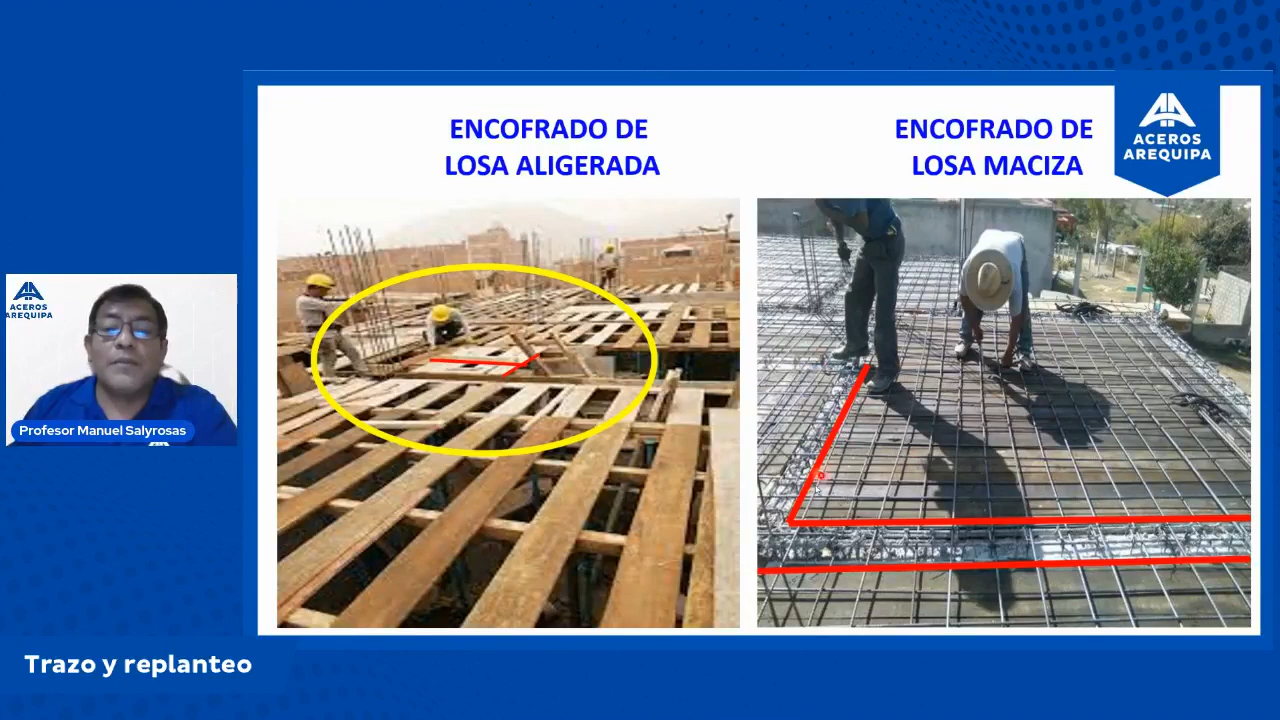 ENCOFRADO DE
LOSA ALIGERADA
ENCOFRADO DE
LOSA MACIZA
ACEROS
AREQUIPA
ACEROS
AREQUIPA
Profesor Manuel Salyrosas
Trazo y replanteo